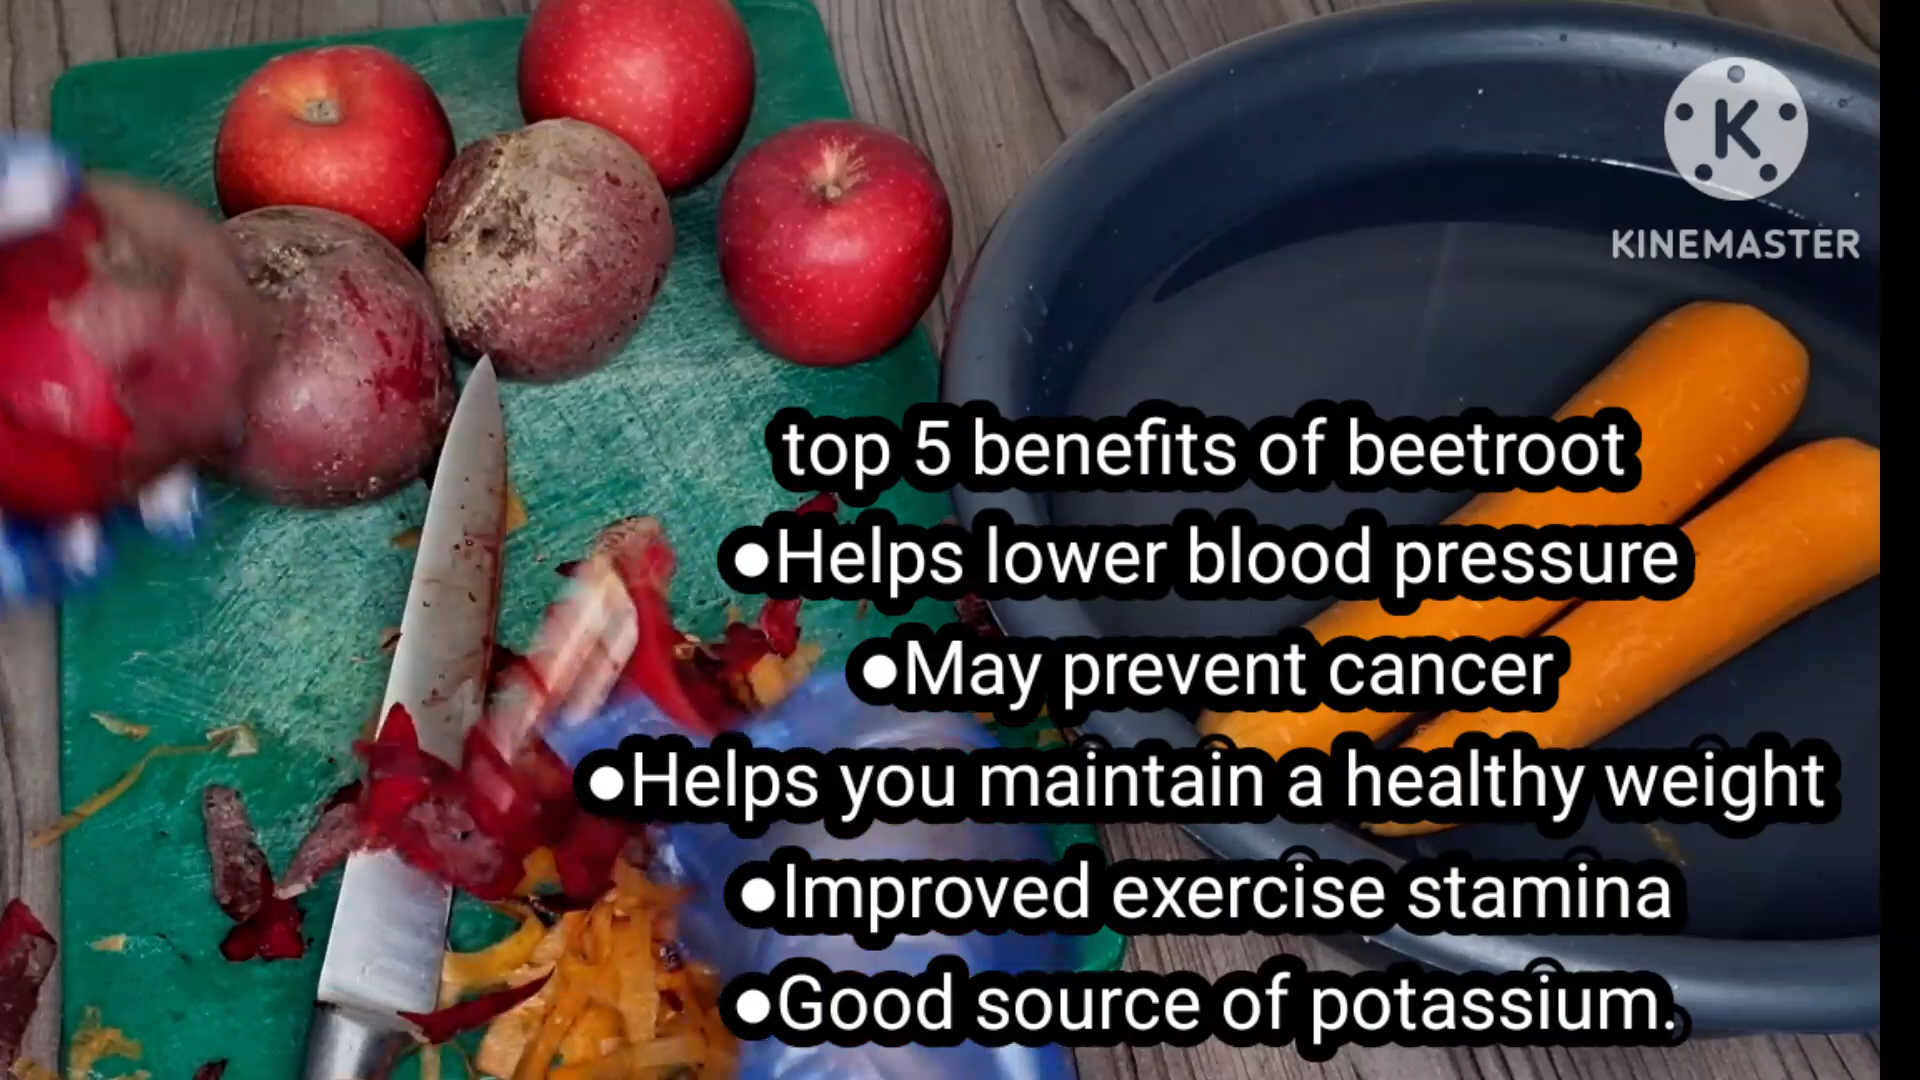 K
KINEMASTER
top 5 benefits of beetroot
●Helps lower blood pressure
●May prevent cancer
●Helps you maintain a healthy weight
●Improved exercise stamina
●Good source of potassium.